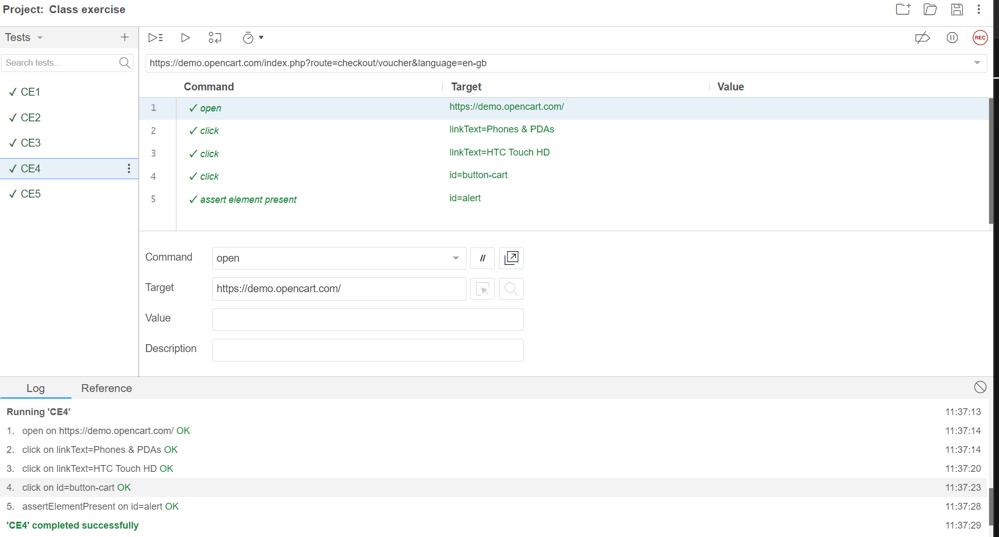 Project: Class exercise
Tests
REC
Search tests...
https://demo.opencart.com/index.php?route=checkout/voucher&language=en-gb
Command Target Value
CE1
CE2
CE3
CE4
CE5
1 open https://demo.opencart.com/
2 click linkText=Phones & PDAs
3 click linkText=HTC Touch HD
4 click id=button-cart
5 assert element present id=alert
Command open //
Target https://demo.opencart.com/
Value
Description
Log Reference
Running 'CE4' 11:37:13
1. open on https://demo.opencart.com/ OK 11:37:14
2. click on linkText=Phones & PDAs OK 11:37:14
3. click on linkText=HTC Touch HD OK 11:37:20
4. click on id=button-cart OK 11:37:23
5. assertElementPresent on id=alert OK 11:37:28
'CE4' completed successfully 11:37:29